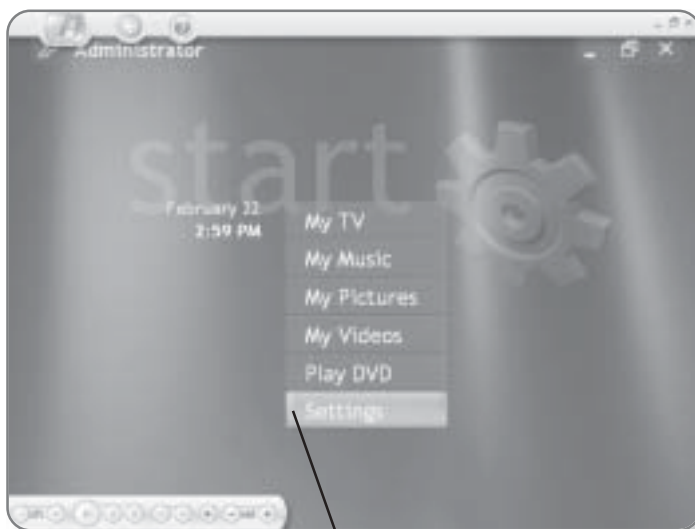 Administrator
start
February 22
2:59 PM
My TV
My Music
My Pictures
My Videos
Play DVD
Settings